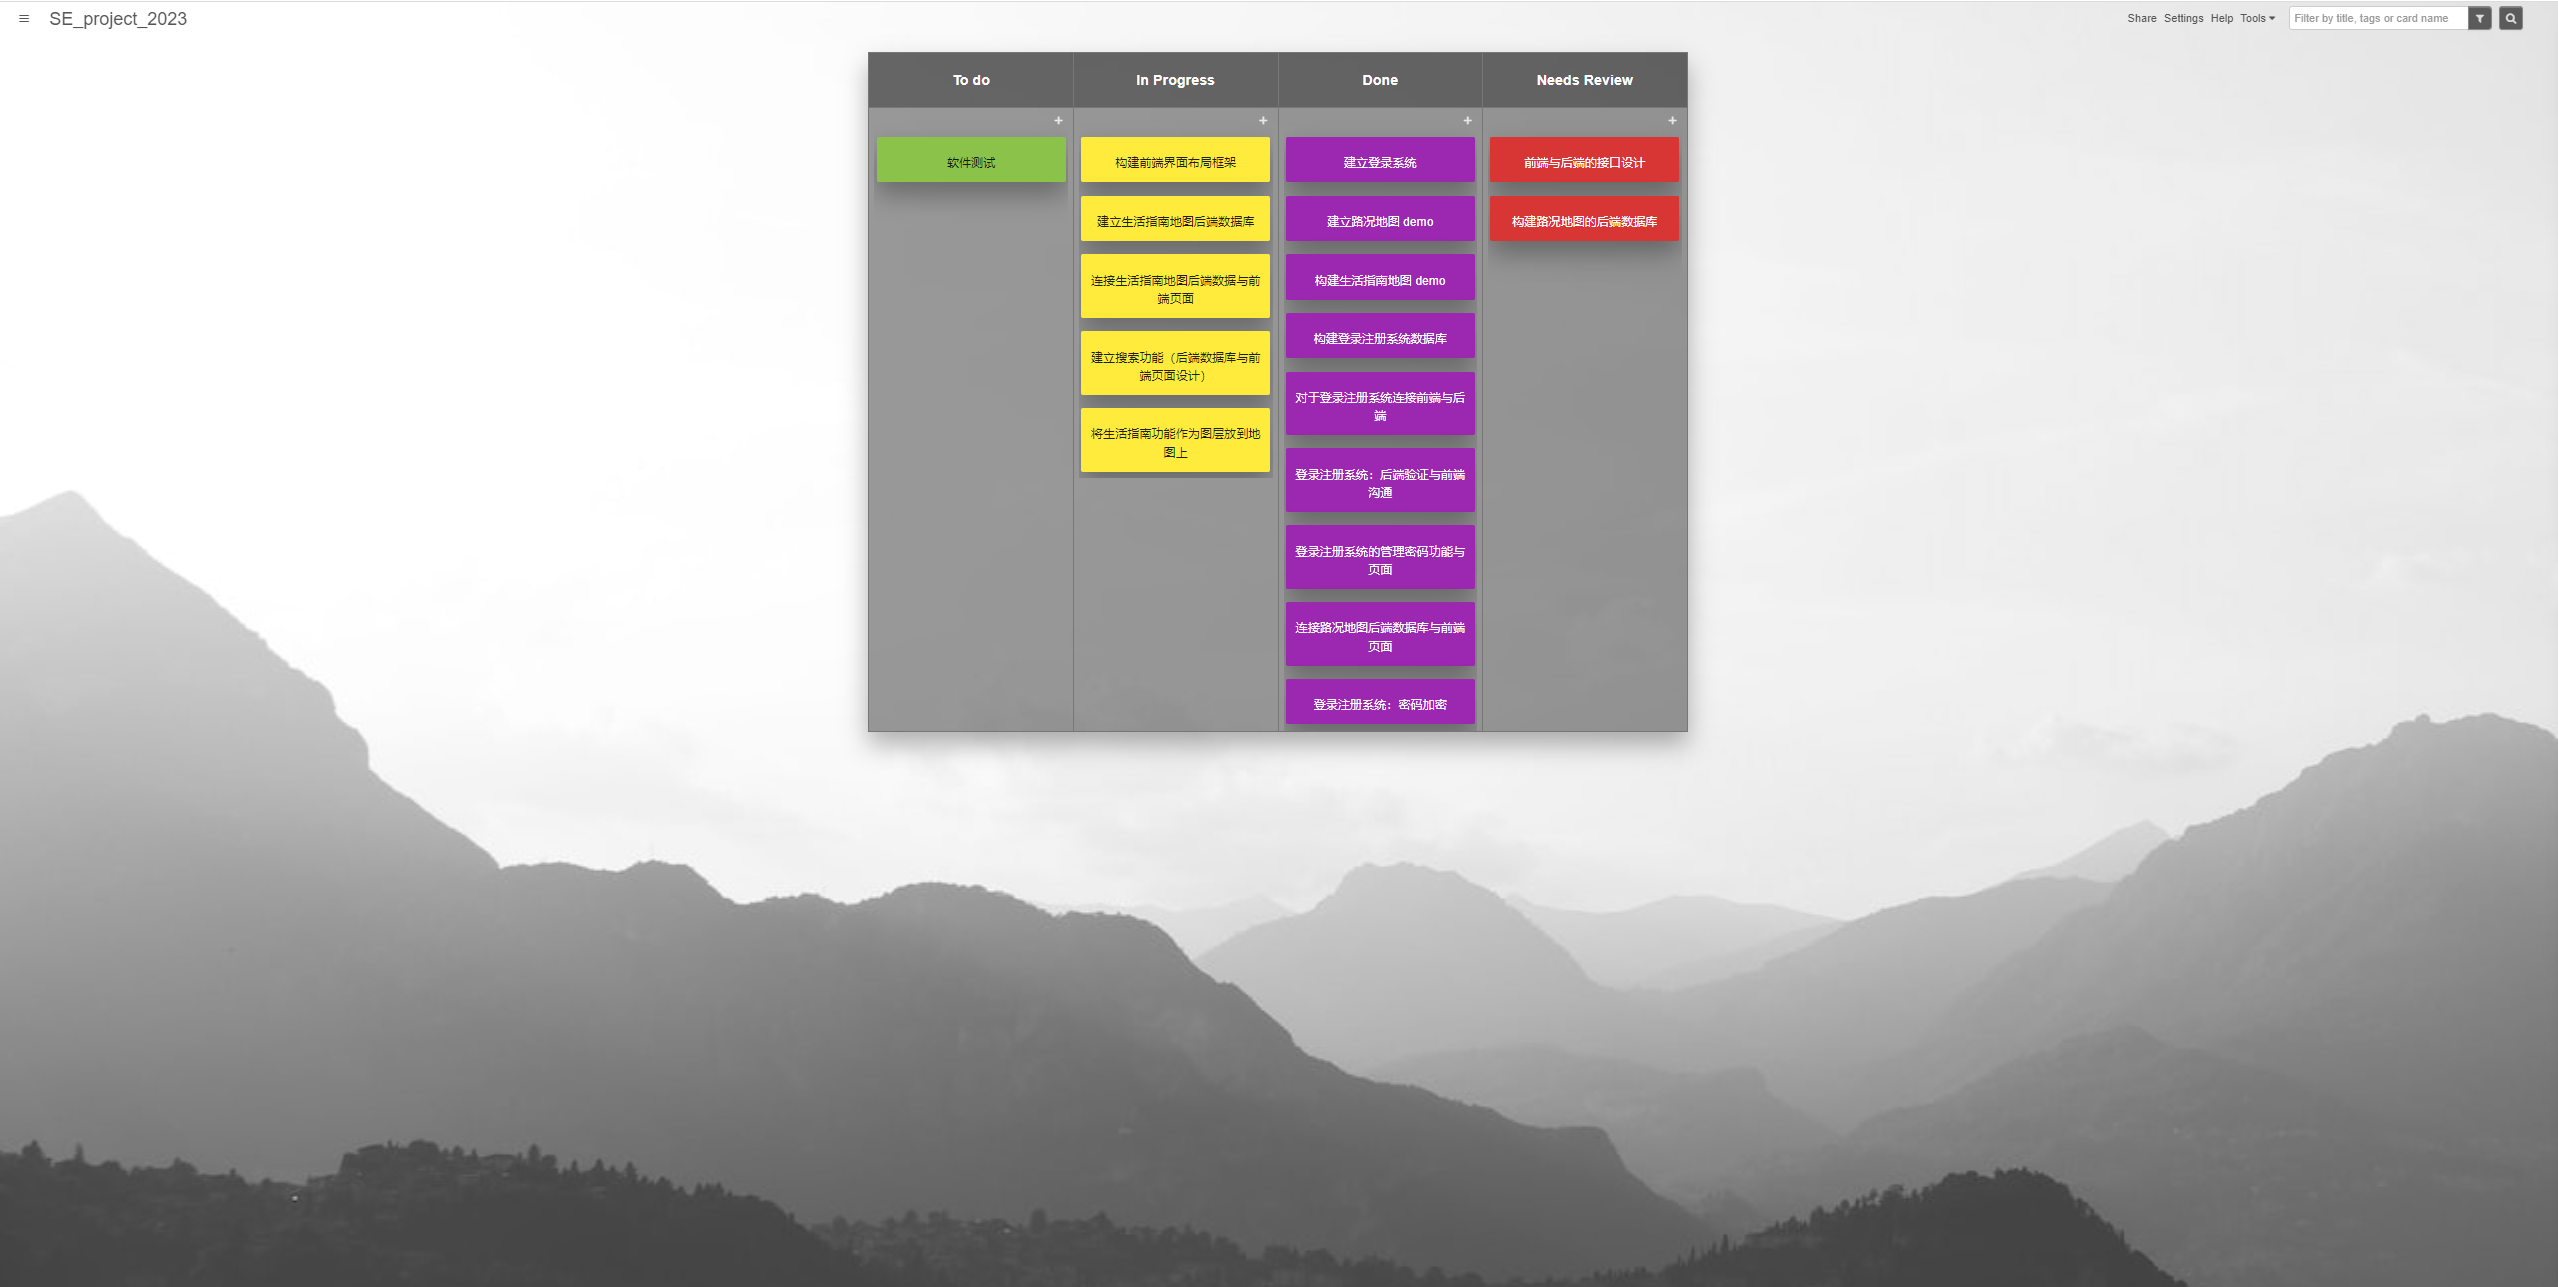 SE_project_2023
Share Settings Help Tools
Filter by title, tags or card name
To do
In Progress
Done
Needs Review
软件测试
构建前端界面布局框架
建立生活指南地图后端数据库
连接生活指南地图后端数据与前
端页面
建立搜索功能（后端数据库与前
端页面设计）
将生活指南功能作为图层放到地
图上
建立登录系统
建立路况地图 demo
构建生活指南地图 demo
构建登录注册系统数据库
对于登录注册系统连接前端与后
端
登录注册系统：后端验证与前端
沟通
登录注册系统的管理密码功能与
页面
连接路况地图后端数据库与前端
页面
登录注册系统：密码加密
前端与后端的接口设计
构建路况地图的后端数据库